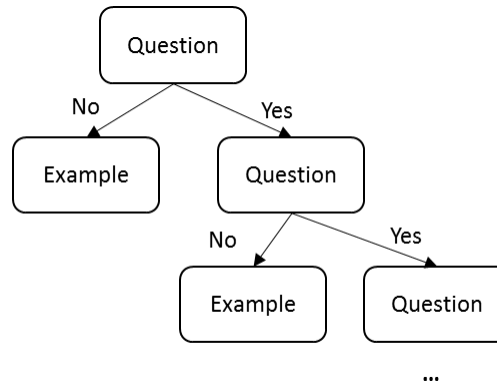 Question
No
Yes
Example
Question
No
Yes
Example
Question
...